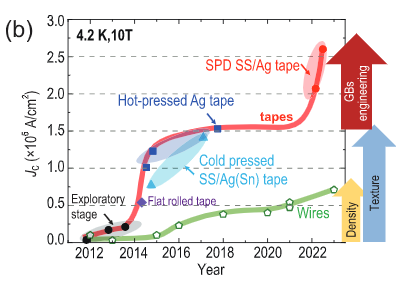 (b)
4.2 K,10T
3.0
2.5
2.0
1.5
1.0
0.5
0.0
J_C (×10⁶ A/cm²)
SPD SS/Ag tape
Hot-pressed Ag tape
tapes
Cold pressed
SS/Ag(Sn) tape
Exploratory
stage
Flat rolled tape
Wires
GBs
engineering
Texture
Density
2012 2014 2016 2018 2020 2022
Year